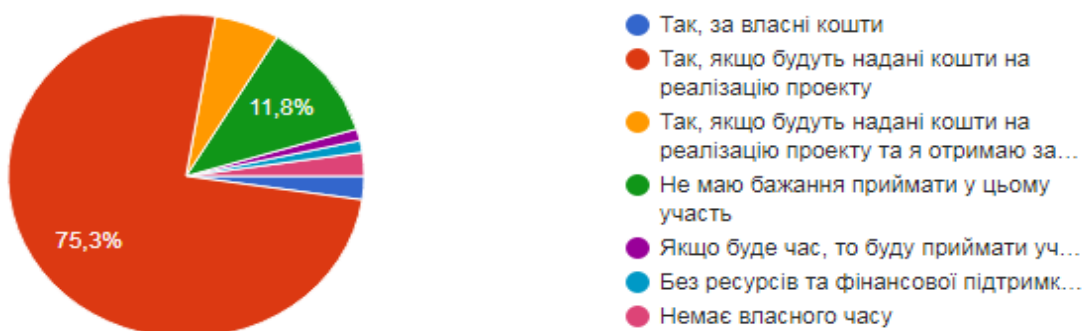 Так, за власні кошти
Так, якщо будуть надані кошти на
реалізацію проекту
Так, якщо будуть надані кошти на
реалізацію проекту та я отримаю за…
Не маю бажання приймати у цьому
участь
Якщо буде час, то буду приймати уч…
Без ресурсів та фінансової підтримк…
Немає власного часу
11,8%
75,3%